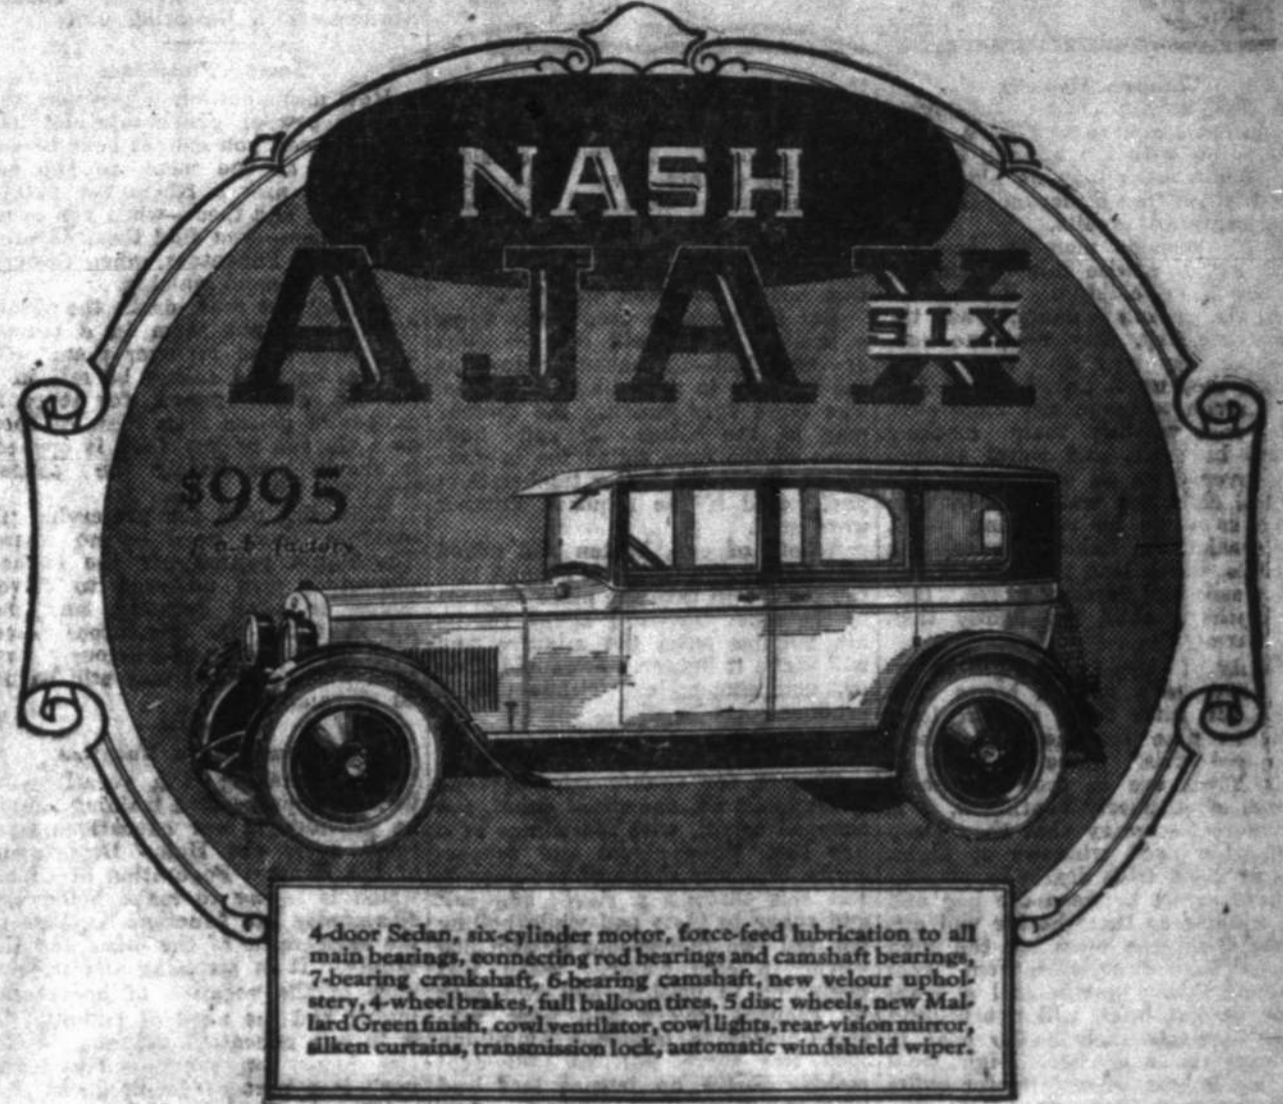 NASH
AJAX
SIX
$995
f. o. b. factory
4-door Sedan, six-cylinder motor, force-feed lubrication to all
main bearings, connecting rod bearings and camshaft bearings,
7-bearing crankshaft, 6-bearing camshaft, new velour uphol-
stery, 4-wheel brakes, full balloon tires, 5 disc wheels, new Mal-
lard Green finish, cowl ventilator, cowl lights, rear-vision mirror,
silken curtains, transmission lock, automatic windshield wiper.